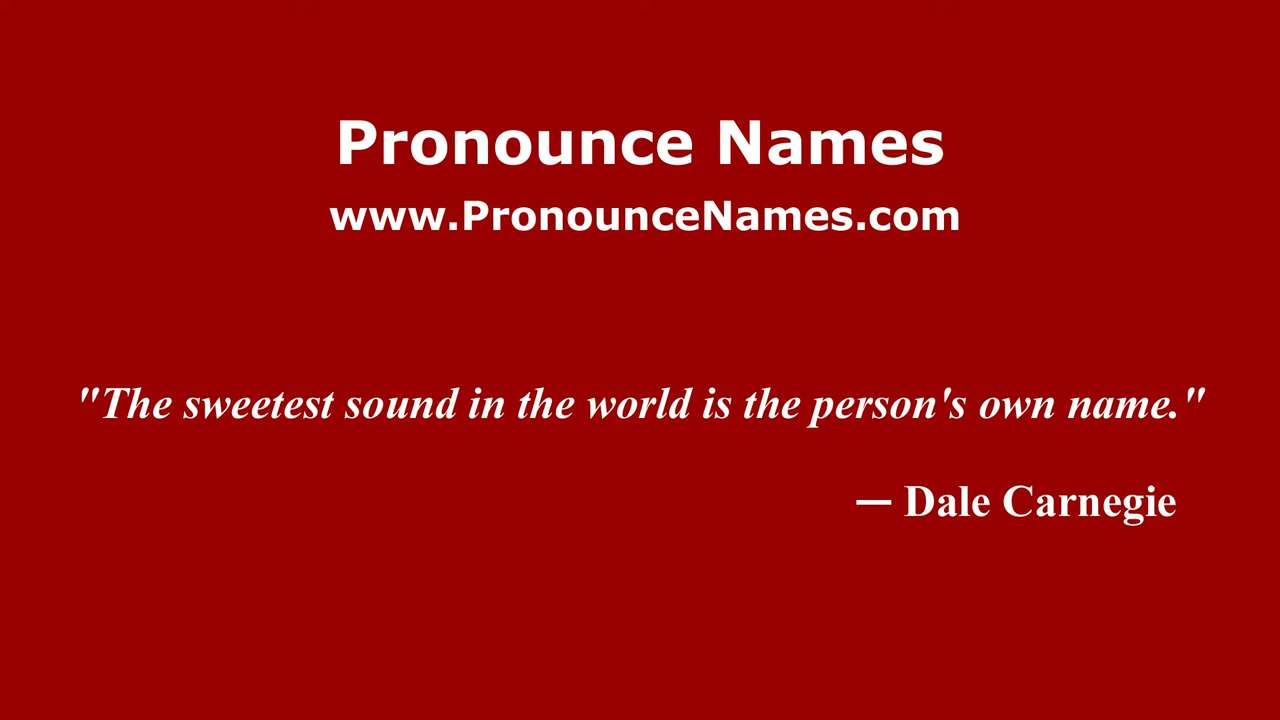 Pronounce Names
www.PronounceNames.com
"The sweetest sound in the world is the person's own name."
— Dale Carnegie